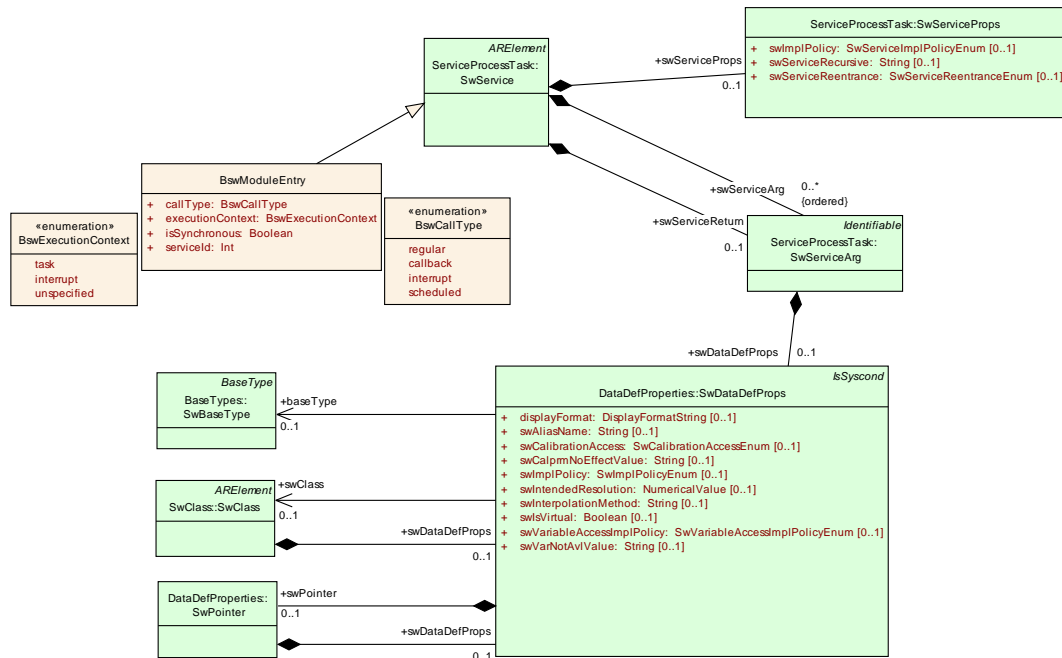 ARElement
ServiceProcessTask::
SwService
ServiceProcessTask::SwServiceProps
+ swImplPolicy: SwServiceImplPolicyEnum [0..1]
+ swServiceRecursive: String [0..1]
+ swServiceReentrance: SwServiceReentranceEnum [0..1]
+swServiceProps
0..1
BswModuleEntry
+ callType: BswCallType
+ executionContext: BswExecutionContext
+ isSynchronous: Boolean
+ serviceId: Int
«enumeration»
BswExecutionContext
task
interrupt
unspecified
«enumeration»
BswCallType
regular
callback
interrupt
scheduled
+swServiceArg
0..*
{ordered}
+swServiceReturn
0..1
Identifiable
ServiceProcessTask::
SwServiceArg
+swDataDefProps
0..1
IsSyscond
DataDefProperties::SwDataDefProps
+ displayFormat: DisplayFormatString [0..1]
+ swAliasName: String [0..1]
+ swCalibrationAccess: SwCalibrationAccessEnum [0..1]
+ swCalprmNoEffectValue: String [0..1]
+ swImplPolicy: SwImplPolicyEnum [0..1]
+ swIntendedResolution: NumericalValue [0..1]
+ swInterpolationMethod: String [0..1]
+ swIsVirtual: Boolean [0..1]
+ swVariableAccessImplPolicy: SwVariableAccessImplPolicyEnum [0..1]
+ swVarNotAvlValue: String [0..1]
BaseType
BaseTypes::
SwBaseType
+baseType
0..1
ARElement
SwClass::SwClass
+swClass
0..1
+swDataDefProps
0..1
DataDefProperties::
SwPointer
+swPointer
0..1
+swDataDefProps
0..1